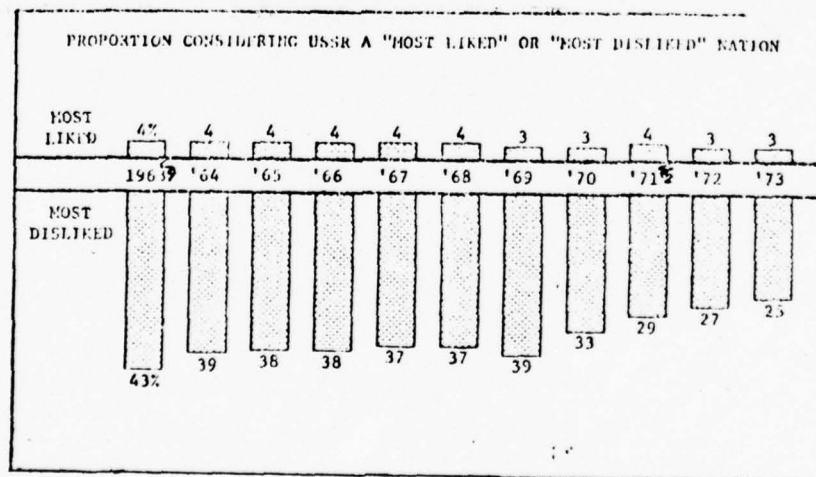 PROPORTION CONSIDERING USSR A "MOST LIKED" OR "MOST DISLIKED" NATION
MOST
LIKED
4% 4 4 4 4 4 3 3 4 3 3
1963 '64 '65 '66 '67 '68 '69 '70 '71 '72 '73
MOST
DISLIKED
43% 39 38 38 37 37 39 33 29 27 25